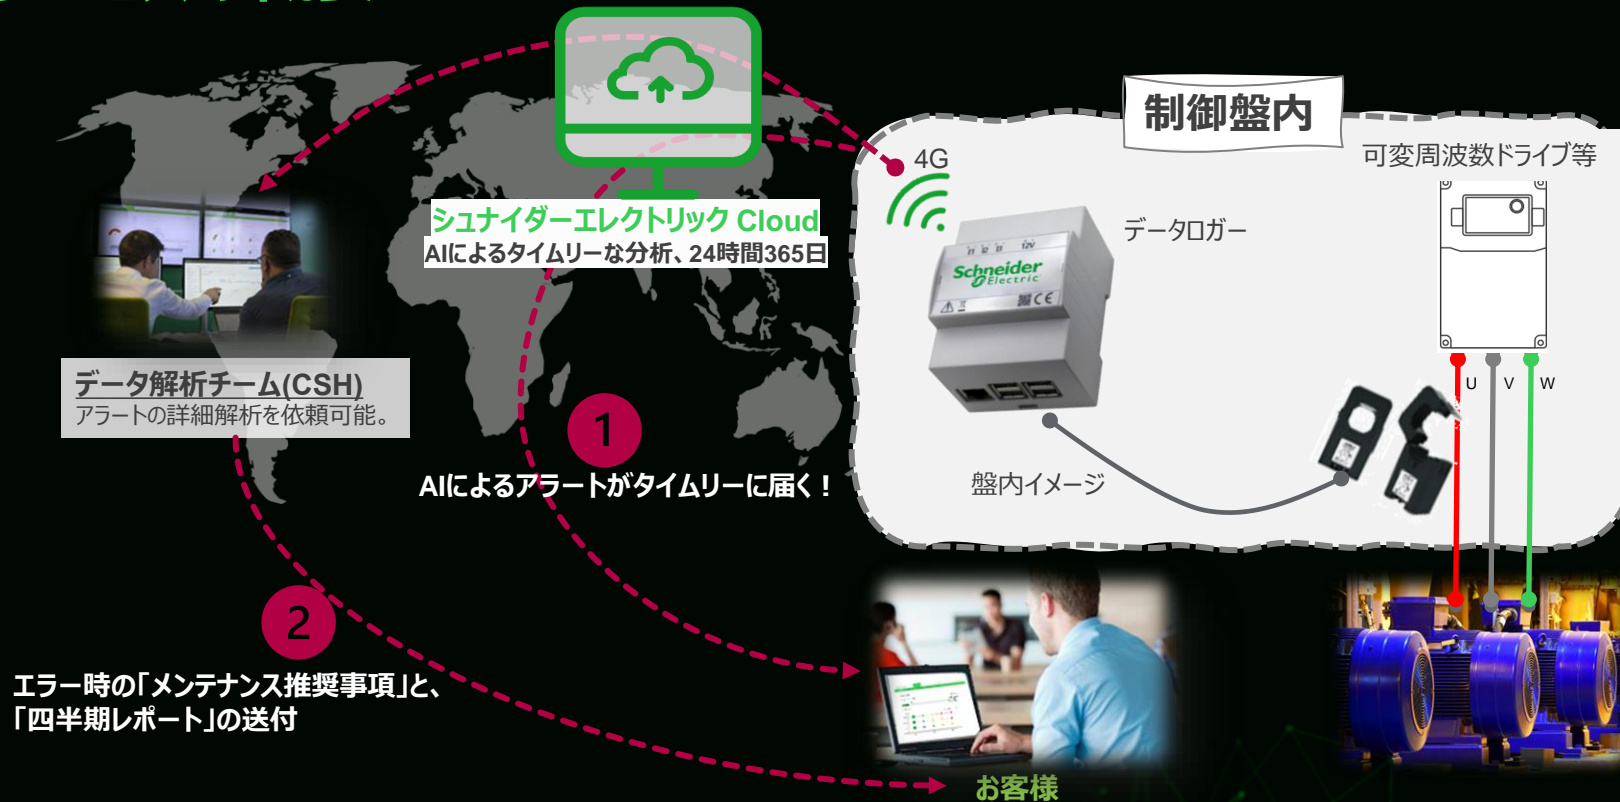 制御盤内
可変周波数ドライブ等
4G
データロガー
Schneider
Electric
12V
CE
U V W
盤内イメージ
シュナイダーエレクトリック Cloud
AIによるタイムリーな分析、24時間365日
データ解析チーム(CSH)
アラートの詳細解析を依頼可能。
1
AIによるアラートがタイムリーに届く！
2
エラー時の「メンテナンス推奨事項」と、
「四半期レポート」の送付
お客様